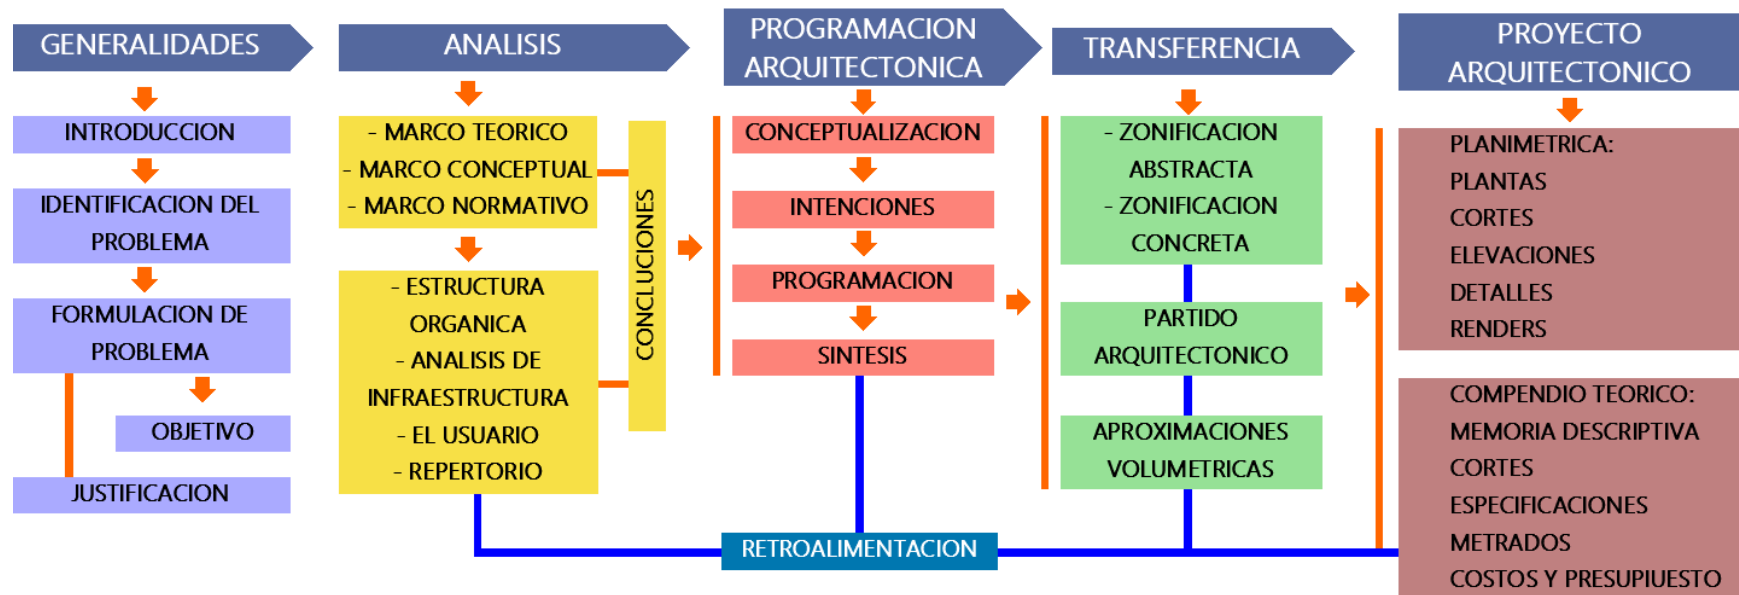 GENERALIDADES
INTRODUCCION
IDENTIFICACION DEL
PROBLEMA
FORMULACION DE
PROBLEMA
OBJETIVO
JUSTIFICACION
ANALISIS
- MARCO TEORICO
- MARCO CONCEPTUAL
- MARCO NORMATIVO
- ESTRUCTURA
ORGANICA
- ANALISIS DE
INFRAESTRUCTURA
- EL USUARIO
- REPERTORIO
CONCLUCIONES
PROGRAMACION
ARQUITECTONICA
CONCEPTUALIZACION
INTENCIONES
PROGRAMACION
SINTESIS
TRANSFERENCIA
- ZONIFICACION
ABSTRACTA
- ZONIFICACION
CONCRETA
PARTIDO
ARQUITECTONICO
APROXIMACIONES
VOLUMETRICAS
PROYECTO
ARQUITECTONICO
PLANIMETRICA:
PLANTAS
CORTES
ELEVACIONES
DETALLES
RENDERS
COMPENDIO TEORICO:
MEMORIA DESCRIPTIVA
CORTES
ESPECIFICACIONES
METRADOS
COSTOS Y PRESUPIUESTO
RETROALIMENTACION